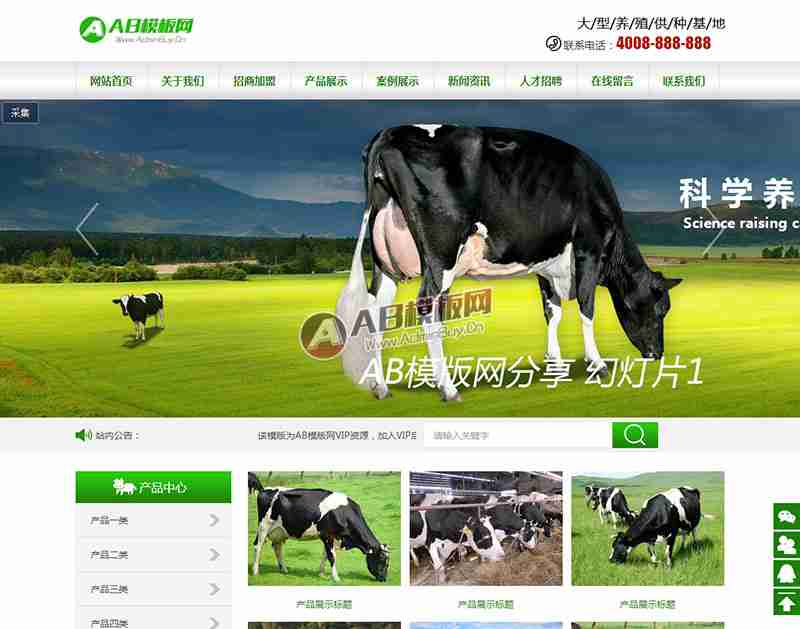 AB模板网
Www.AdminBuy.Cn
大/型/养/殖/供/种/基/地
联系电话：4008-888-888
网站首页 关于我们 招商加盟 产品展示 案例展示 新闻资讯 人才招聘 在线留言 联系我们
采集
科学养
Science raising ca
AB模板网
Www.AdminBuy.Cn
AB模版网分享 幻灯片1
站内公告： 该模版为AB模板网VIP资源，加入VIP后 请输入关键字
产品中心
产品一类
产品二类
产品三类
产品四类
产品展示标题 产品展示标题 产品展示标题